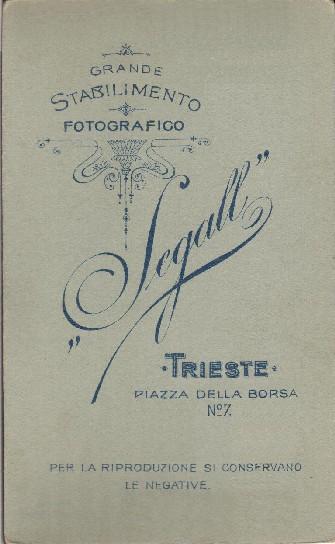 GRANDE
STABILIMENTO
FOTOGRAFICO
„Segall”
·TRIESTE·
PIAZZA DELLA BORSA
No 7.
PER LA RIPRODUZIONE SI CONSERVANO
LE NEGATIVE.